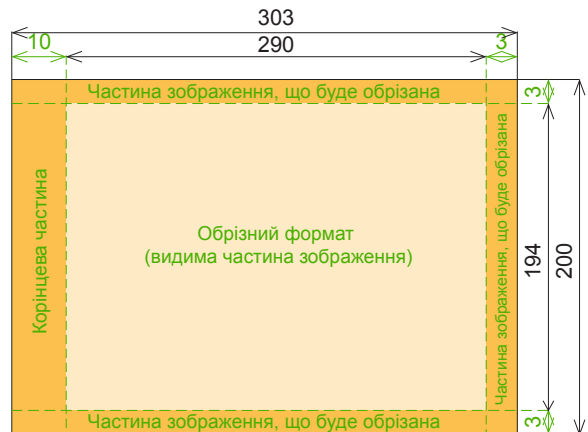 303
10
290
3
Частина зображення, що буде обрізана
3
Корінцева частина
Обрізний формат
(видима частина зображення)
Частина зображення, що буде обрізана
194
200
Частина зображення, що буде обрізана
3